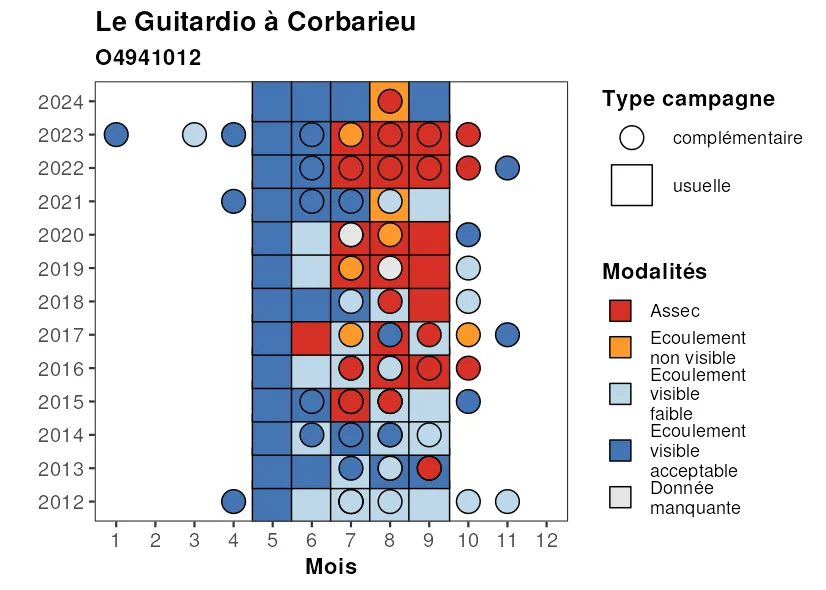 Le Guitardio à Corbarieu
O4941012
2024
2023
2022
2021
2020
2019
2018
2017
2016
2015
2014
2013
2012
1 2 3 4 5 6 7 8 9 10 11 12
Mois
Type campagne
complémentaire
usuelle
Modalités
Assec
Ecoulement
non visible
Ecoulement
visible
faible
Ecoulement
visible
acceptable
Donnée
manquante